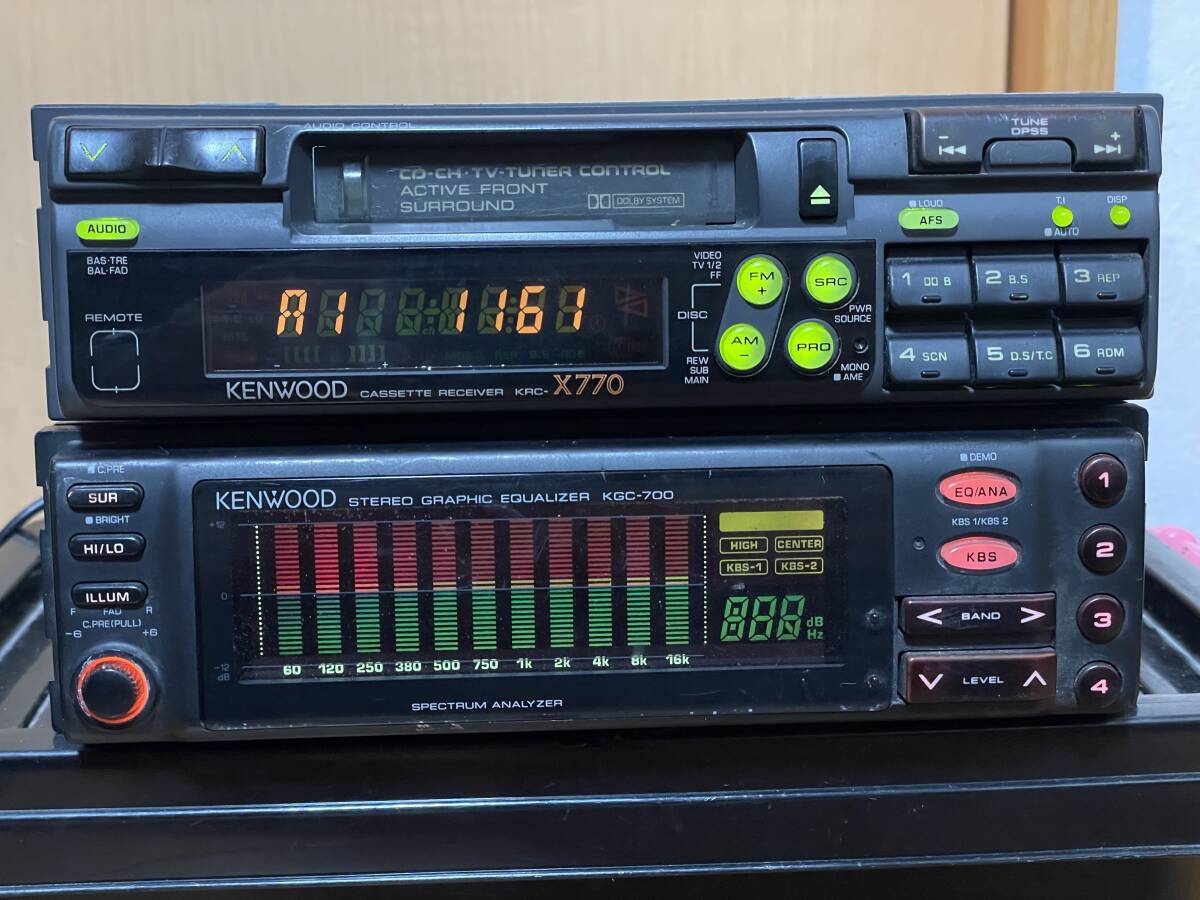 AUDIO CONTROL
TUNE
DPSS
- +
CD-CH·TV-TUNER CONTROL
ACTIVE FRONT
SURROUND
DOLBY SYSTEM
LOUD
AFS
T.I
AUTO
DISP
AUDIO
BAS·TRE
BAL·FAD
REMOTE
A1 1161
ch
- +
VIDEO
TV 1/2
FF
DISC
REW
SUB
MAIN
FM
+
SRC
AM
-
PRO
PWR
SOURCE
MONO
AME
1 B
2 B.S
3 REP
4 SCN
5 D.S/T.C
6 RDM
KENWOOD CASSETTE RECEIVER KRC-X770
C.PRE
SUR
BRIGHT
HI/LO
ILLUM
F FAD R
C.PRE(PULL)
-6 +6
KENWOOD STEREO GRAPHIC EQUALIZER KGC-700
+12
0
-12
dB
60 120 250 380 500 750 1k 2k 4k 8k 16k
HIGH CENTER
KBS-1 KBS-2
888 dB
Hz
SPECTRUM ANALYZER
DEMO
EQ/ANA
KBS 1/KBS 2
KBS
< BAND >
LEVEL
1
2
3
4